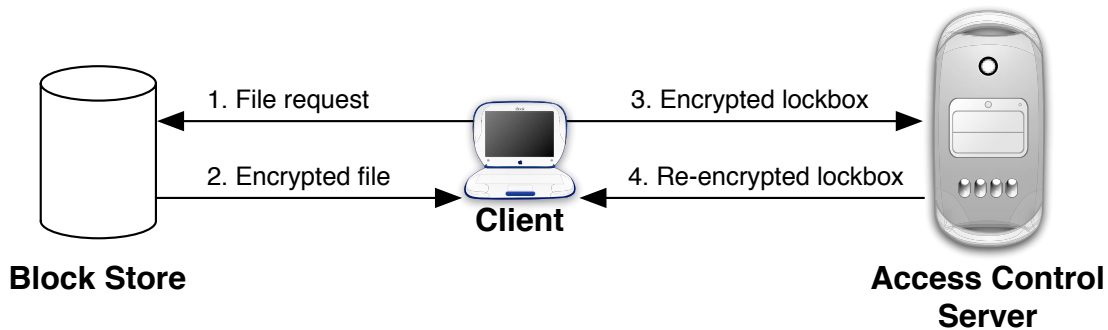 1. File request
3. Encrypted lockbox
2. Encrypted file
4. Re-encrypted lockbox
Client
Block Store
Access Control
Server